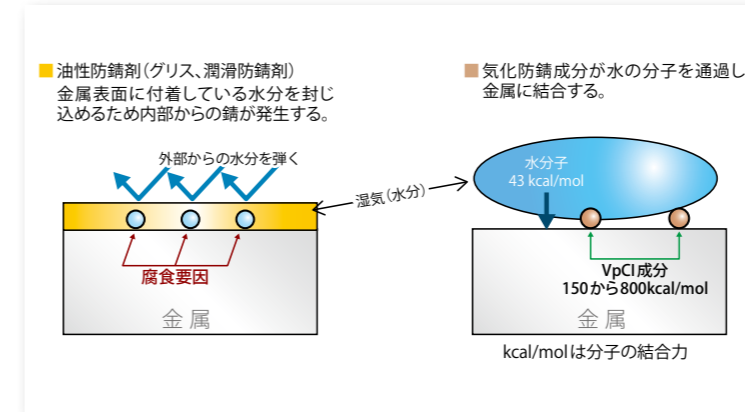 油性防錆剤(グリス、潤滑防錆剤)
金属表面に付着している水分を封じ
込めるため内部からの錆が発生する。
外部からの水分を弾く
腐食要因
金属
湿気(水分)
気化防錆成分が水の分子を通過し
金属に結合する。
水分子
43 kcal/mol
VpCI成分
150から800kcal/mol
金属
kcal/molは分子の結合力